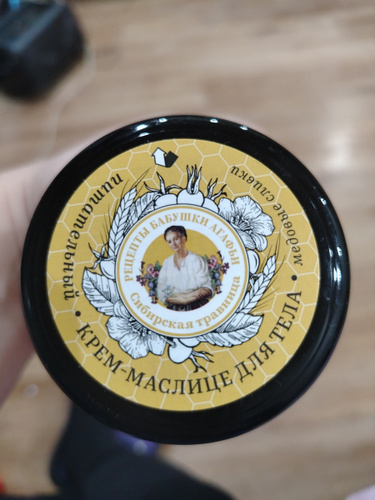 РЕЦЕПТЫ БАБУШКИ АГАФЬИ
Сибирская травница
питательный
КРЕМ-МАСЛИЦЕ ДЛЯ ТЕЛА
медовые сливки